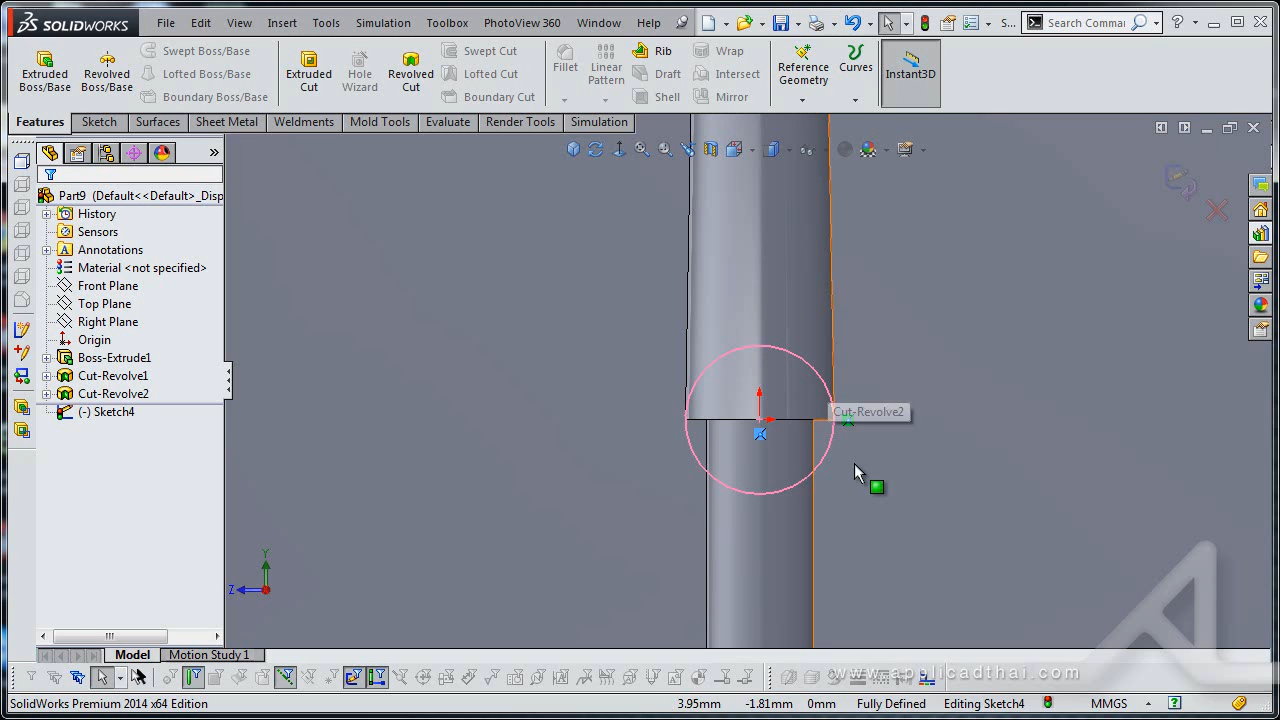 SOLIDWORKS File Edit View Insert Tools Simulation Toolbox PhotoView 360 Window Help S... Search Comma
Extruded Boss/Base
Revolved Boss/Base
Swept Boss/Base
Lofted Boss/Base
Boundary Boss/Base
Extruded Cut
Hole Wizard
Revolved Cut
Swept Cut
Lofted Cut
Boundary Cut
Fillet
Linear Pattern
Rib
Draft
Shell
Wrap
Intersect
Mirror
Reference Geometry
Curves
Instant3D
Features Sketch Surfaces Sheet Metal Weldments Mold Tools Evaluate Render Tools Simulation
Part9 (Default<<Default>_Disp
History
Sensors
Annotations
Material <not specified>
Front Plane
Top Plane
Right Plane
Origin
Boss-Extrude1
Cut-Revolve1
Cut-Revolve2
(-) Sketch4
Cut-Revolve2
Y
Z
Model Motion Study 1
www.applicadthai.com
SolidWorks Premium 2014 x64 Edition 3.95mm -1.81mm 0mm Fully Defined Editing Sketch4 MMGS